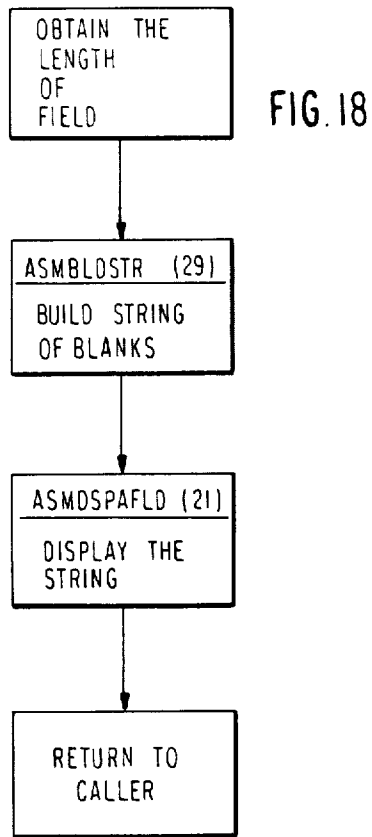 OBTAIN THE
LENGTH
OF
FIELD
FIG. 18
ASMBLDSTR (29)
BUILD STRING
OF BLANKS
ASMDSPAFLD (21)
DISPLAY THE
STRING
RETURN TO
CALLER